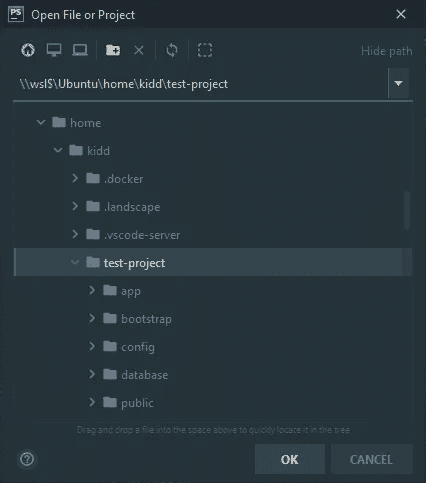 PS Open File or Project
Hide path
\\wsl$\Ubuntu\home\kidd\test-project
home
kidd
.docker
.landscape
.vscode-server
test-project
app
bootstrap
config
database
public
Drag and drop a file into the space above to quickly locate it in the tree
? OK CANCEL